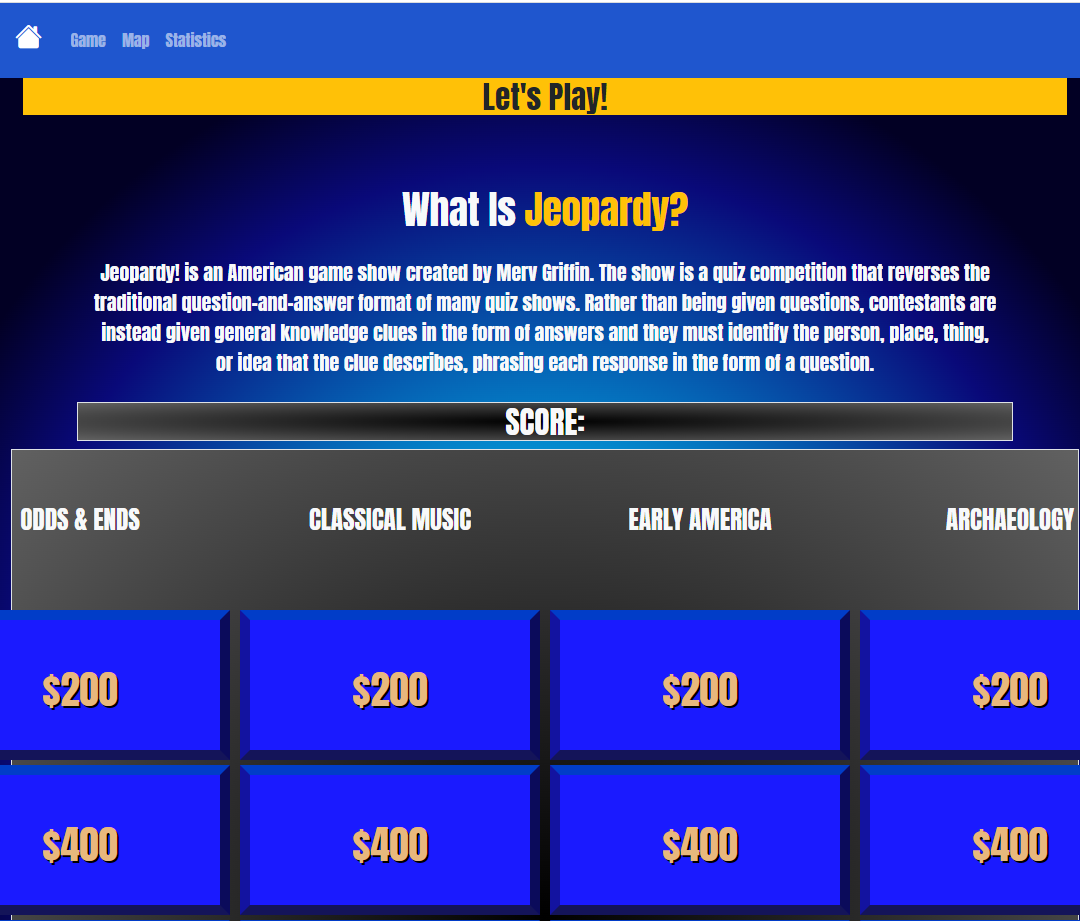 Game Map Statistics
Let's Play!
What Is Jeopardy?
Jeopardy! is an American game show created by Merv Griffin. The show is a quiz competition that reverses the
traditional question-and-answer format of many quiz shows. Rather than being given questions, contestants are
instead given general knowledge clues in the form of answers and they must identify the person, place, thing,
or idea that the clue describes, phrasing each response in the form of a question.
SCORE:
ODDS & ENDS CLASSICAL MUSIC EARLY AMERICA ARCHAEOLOGY
$200 $200 $200 $200
$400 $400 $400 $400